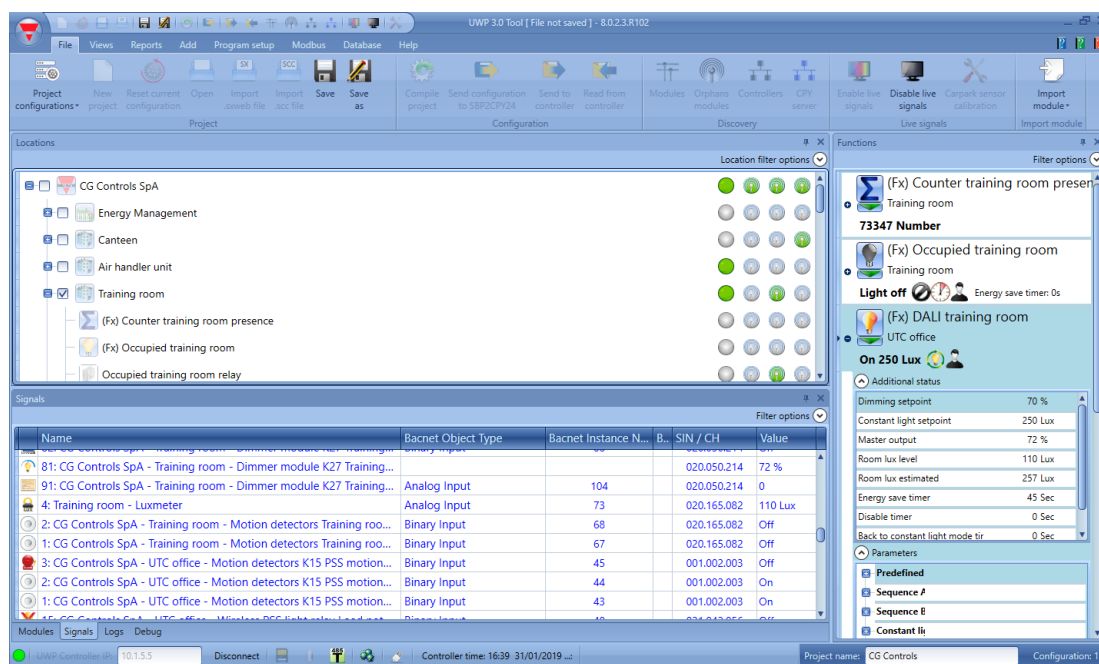 UWP 3.0 Tool [ File not saved ] - 8.0.2.3.R102
File Views Reports Add Program setup Modbus Database Help
Project configurations
New project
Reset current configuration
Open
SX
Import .sxweb file
SCC
Import .scc file
Save
Save as
Compile project
Send configuration to SBP2CPY24
Send to controller
Read from controller
Modules
Orphans modules
Controllers
CPY server
Enable live signals
Disable live signals
Carpark sensor calibration
Import module
Project
Configuration
Discovery
Live signals
Import module
Locations
Location filter options
CG Controls SpA
Energy Management
Canteen
Air handler unit
Training room
(Fx) Counter training room presence
(Fx) Occupied training room
Occupied training room relay
Signals
Filter options
Name Bacnet Object Type Bacnet Instance N... B.. SIN / CH Value
81: CG Controls SpA - Training room - Dimmer module K27 Training... 020.050.214 72 %
91: CG Controls SpA - Training room - Dimmer module K27 Training... Analog Input 104 020.050.214 0
4: Training room - Luxmeter Analog Input 73 020.165.082 110 Lux
2: CG Controls SpA - Training room - Motion detectors Training roo... Binary Input 68 020.165.082 Off
1: CG Controls SpA - Training room - Motion detectors Training roo... Binary Input 67 020.165.082 Off
3: CG Controls SpA - UTC office - Motion detectors K15 PSS motion... Binary Input 45 001.002.003 Off
2: CG Controls SpA - UTC office - Motion detectors K15 PSS motion... Binary Input 44 001.002.003 On
1: CG Controls SpA - UTC office - Motion detectors K15 PSS motion... Binary Input 43 001.002.003 On
Modules Signals Logs Debug
Functions
Filter options
(Fx) Counter training room presen
Training room
73347 Number
(Fx) Occupied training room
Training room
Light off Energy save timer: 0s
(Fx) DALI training room
UTC office
On 250 Lux
Additional status
Dimming setpoint 70 %
Constant light setpoint 250 Lux
Master output 72 %
Room lux level 110 Lux
Room lux estimated 257 Lux
Energy save timer 45 Sec
Disable timer 0 Sec
Back to constant light mode tir 0 Sec
Parameters
Predefined
Sequence A
Sequence B
Constant lig
UWP Controller IP: 10.1.5.5 Disconnect 485 Controller time: 16:39 31/01/2019 ...: Project name: CG Controls Configuration: 1